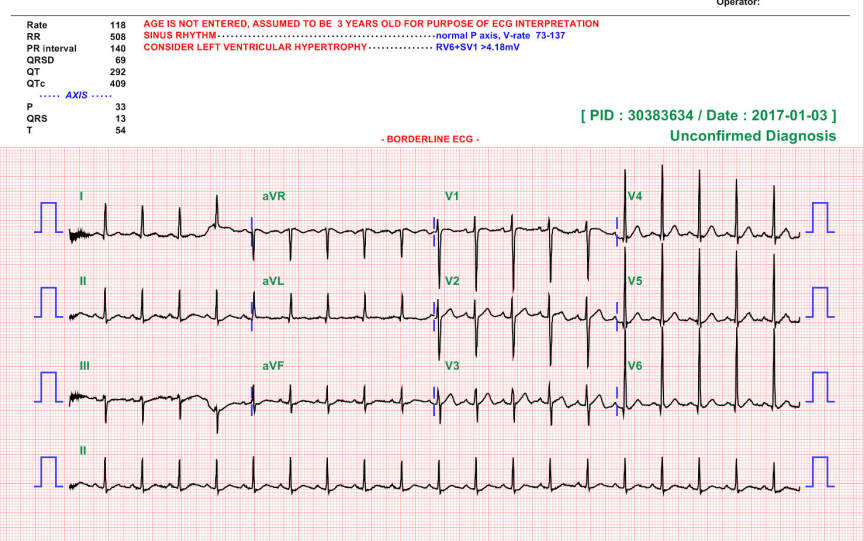 Operator:
Rate 118 AGE IS NOT ENTERED, ASSUMED TO BE 3 YEARS OLD FOR PURPOSE OF ECG INTERPRETATION
RR 508 SINUS RHYTHM normal P axis, V-rate 73-137
PR interval 140 CONSIDER LEFT VENTRICULAR HYPERTROPHY RV6+SV1 >4.18mV
QRSD 69
QT 292
QTc 409
----- AXIS -----
P 33
QRS 13
T 54
[ PID : 30383634 / Date : 2017-01-03 ]
Unconfirmed Diagnosis
- BORDERLINE ECG -
I aVR V1 V4
II aVL V2 V5
III aVF V3 V6
II